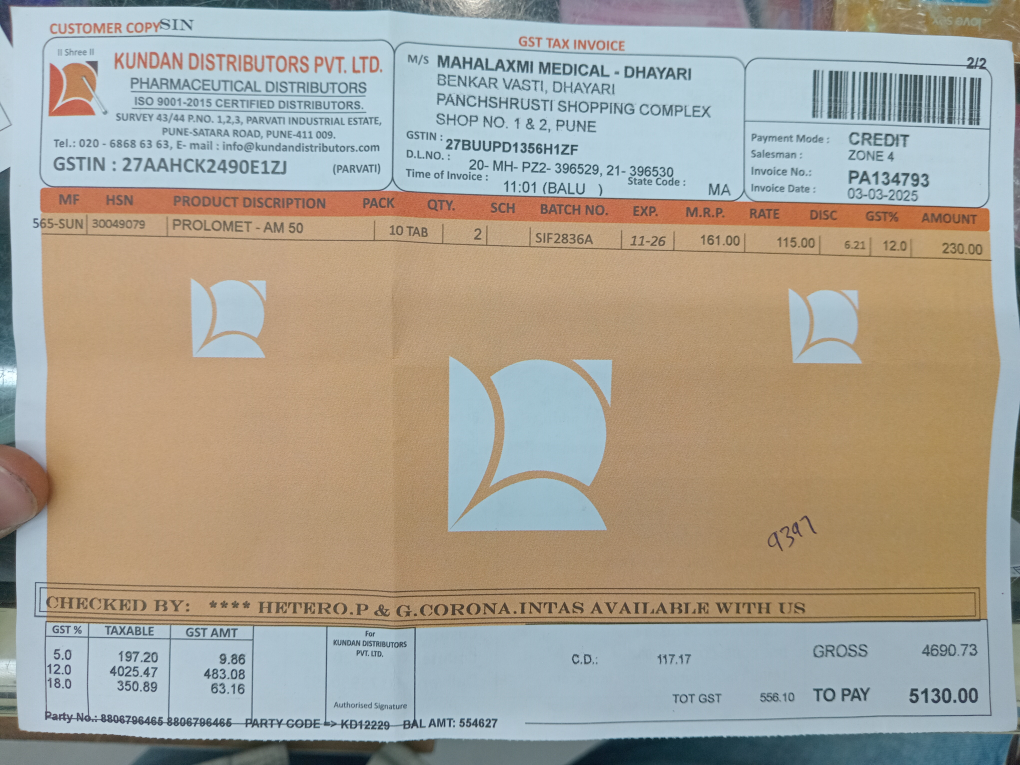 CUSTOMER COPY SIN
GST TAX INVOICE
2/2
|| Shree ||
KUNDAN DISTRIBUTORS PVT. LTD.
PHARMACEUTICAL DISTRIBUTORS
ISO 9001-2015 CERTIFIED DISTRIBUTORS.
SURVEY 43/44 P.NO. 1,2,3, PARVATI INDUSTRIAL ESTATE,
PUNE-SATARA ROAD, PUNE-411 009.
Tel.: 020 - 6868 63 63, E- mail : info@kundandistributors.com
GSTIN : 27AAHCK2490E1ZJ (PARVATI)
M/S MAHALAXMI MEDICAL - DHAYARI
BENKAR VASTI, DHAYARI
PANCHSHRUSTI SHOPPING COMPLEX
SHOP NO. 1 & 2, PUNE
GSTIN : 27BUUPD1356H1ZF
D.L.NO. : 20- MH- PZ2- 396529, 21- 396530
Time of Invoice : 11:01 (BALU ) State Code : MA
Payment Mode : CREDIT
Salesman : ZONE 4
Invoice No.: PA134793
Invoice Date : 03-03-2025
MF HSN PRODUCT DISCRIPTION PACK QTY. SCH BATCH NO. EXP. M.R.P. RATE DISC GST% AMOUNT
565-SUN 30049079 PROLOMET - AM 50 10 TAB 2 SIF2836A 11-26 161.00 115.00 6.21 12.0 230.00
9397
CHECKED BY: **** HETERO.P & G.CORONA.INTAS AVAILABLE WITH US
GST % TAXABLE GST AMT
5.0 197.20 9.86
12.0 4025.47 483.08
18.0 350.89 63.16
For
KUNDAN DISTRIBUTORS
PVT. LTD.
Authorised Signature
C.D.: 117.17 GROSS 4690.73
TOT GST 556.10 TO PAY 5130.00
Party No.: 8806796465 8806796465 PARTY CODE => KD12229 BAL AMT: 554627